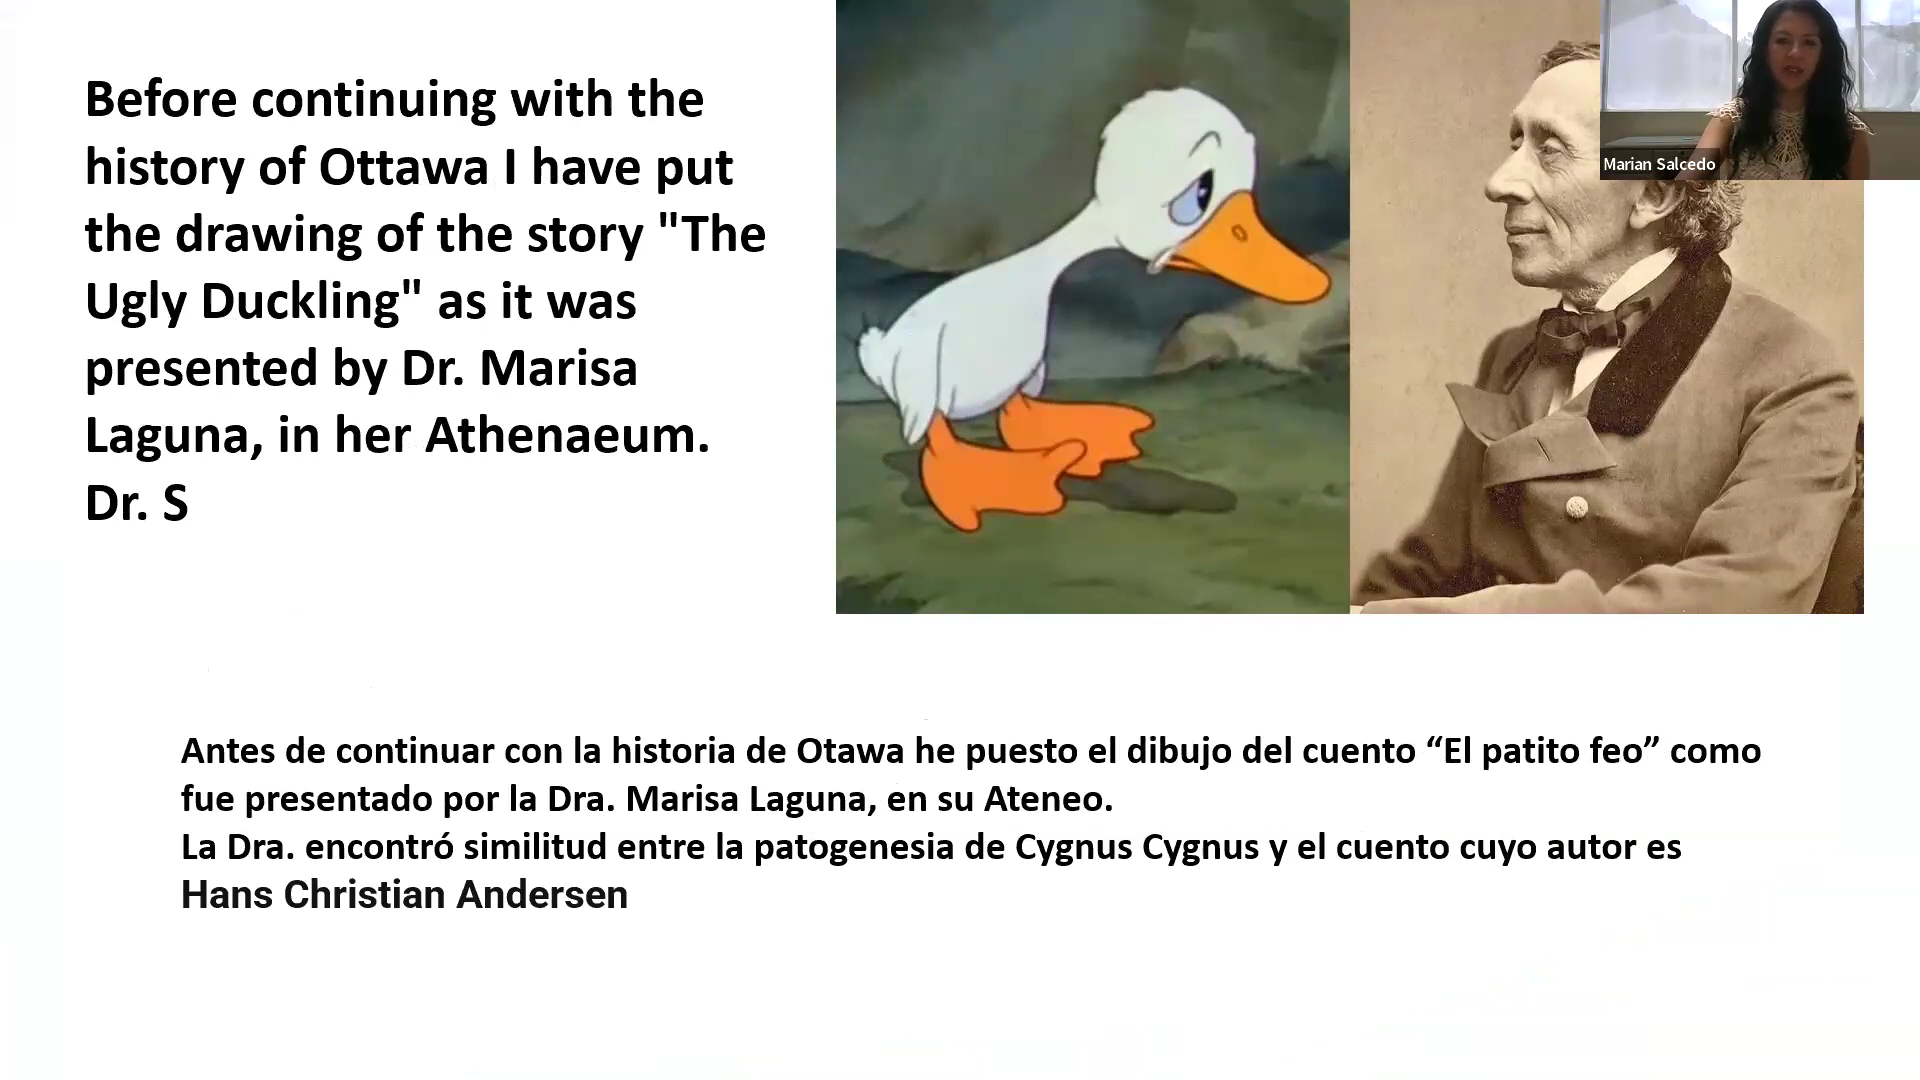 Before continuing with the
history of Ottawa I have put
the drawing of the story "The
Ugly Duckling" as it was
presented by Dr. Marisa
Laguna, in her Athenaeum.
Dr. S
Marian Salcedo
Antes de continuar con la historia de Otawa he puesto el dibujo del cuento “El patito feo” como
fue presentado por la Dra. Marisa Laguna, en su Ateneo.
La Dra. encontró similitud entre la patogenesia de Cygnus Cygnus y el cuento cuyo autor es
Hans Christian Andersen